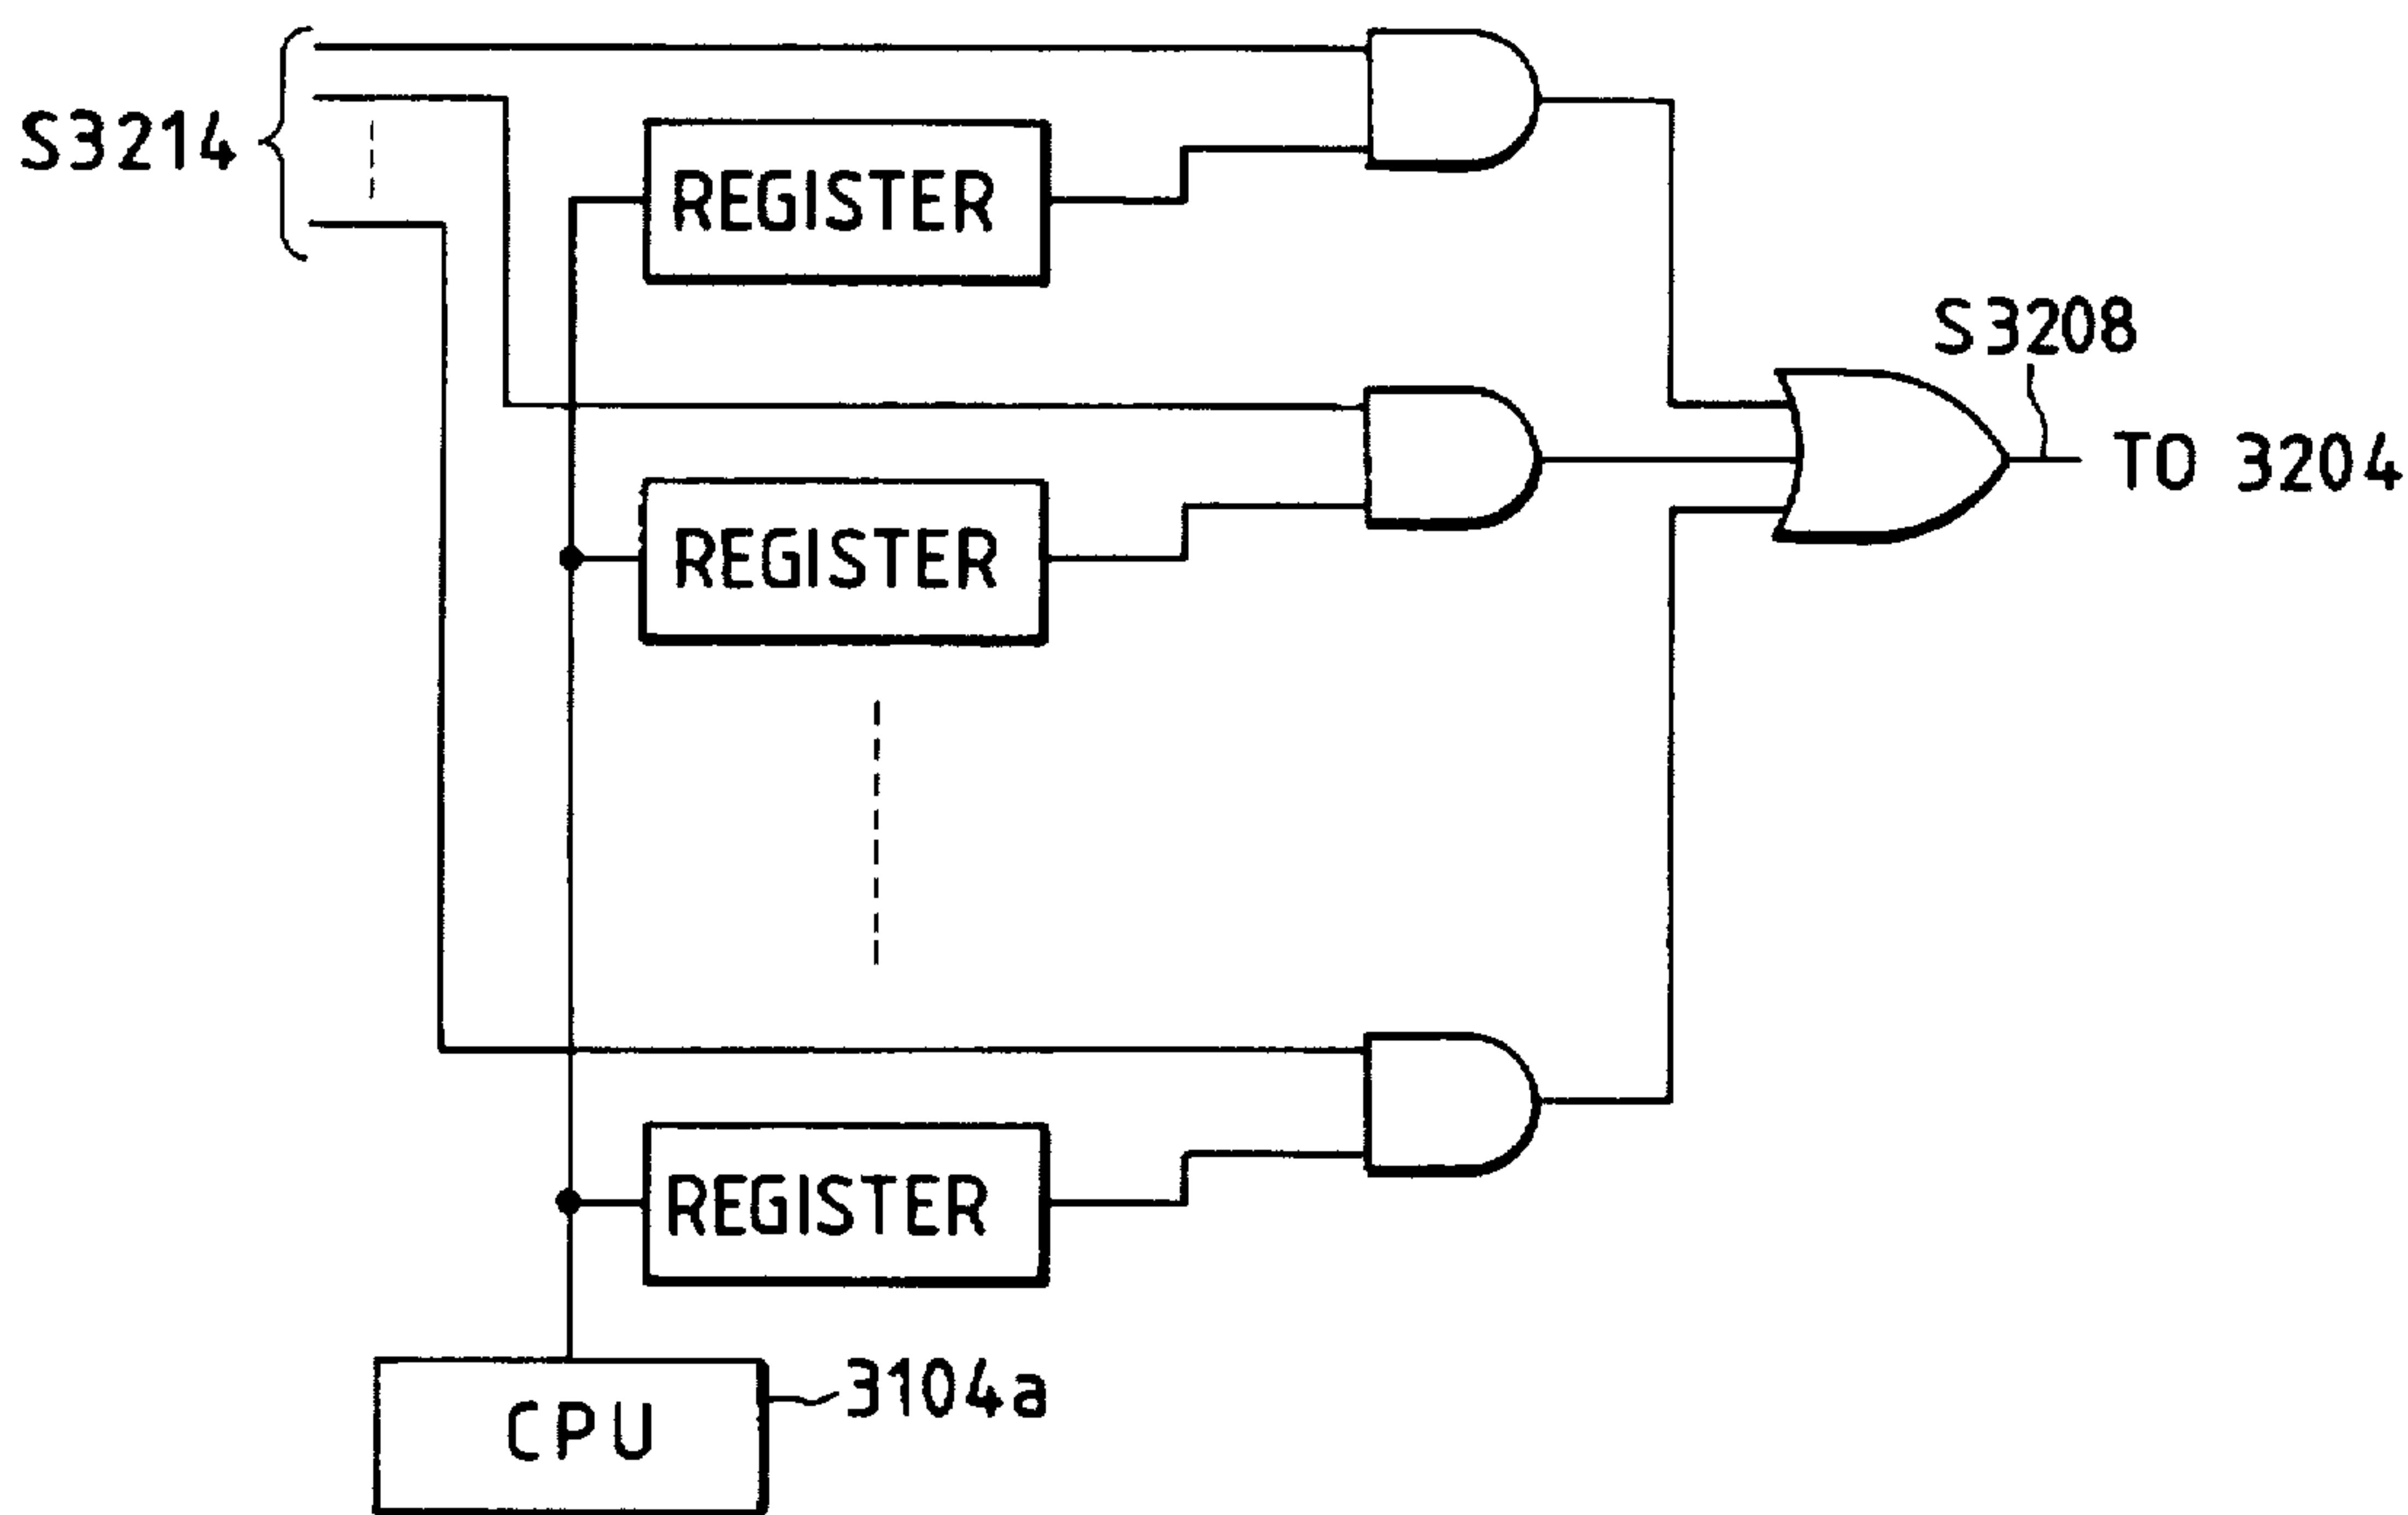 S3214
REGISTER
S3208
TO 3204
REGISTER
REGISTER
3104a
CPU